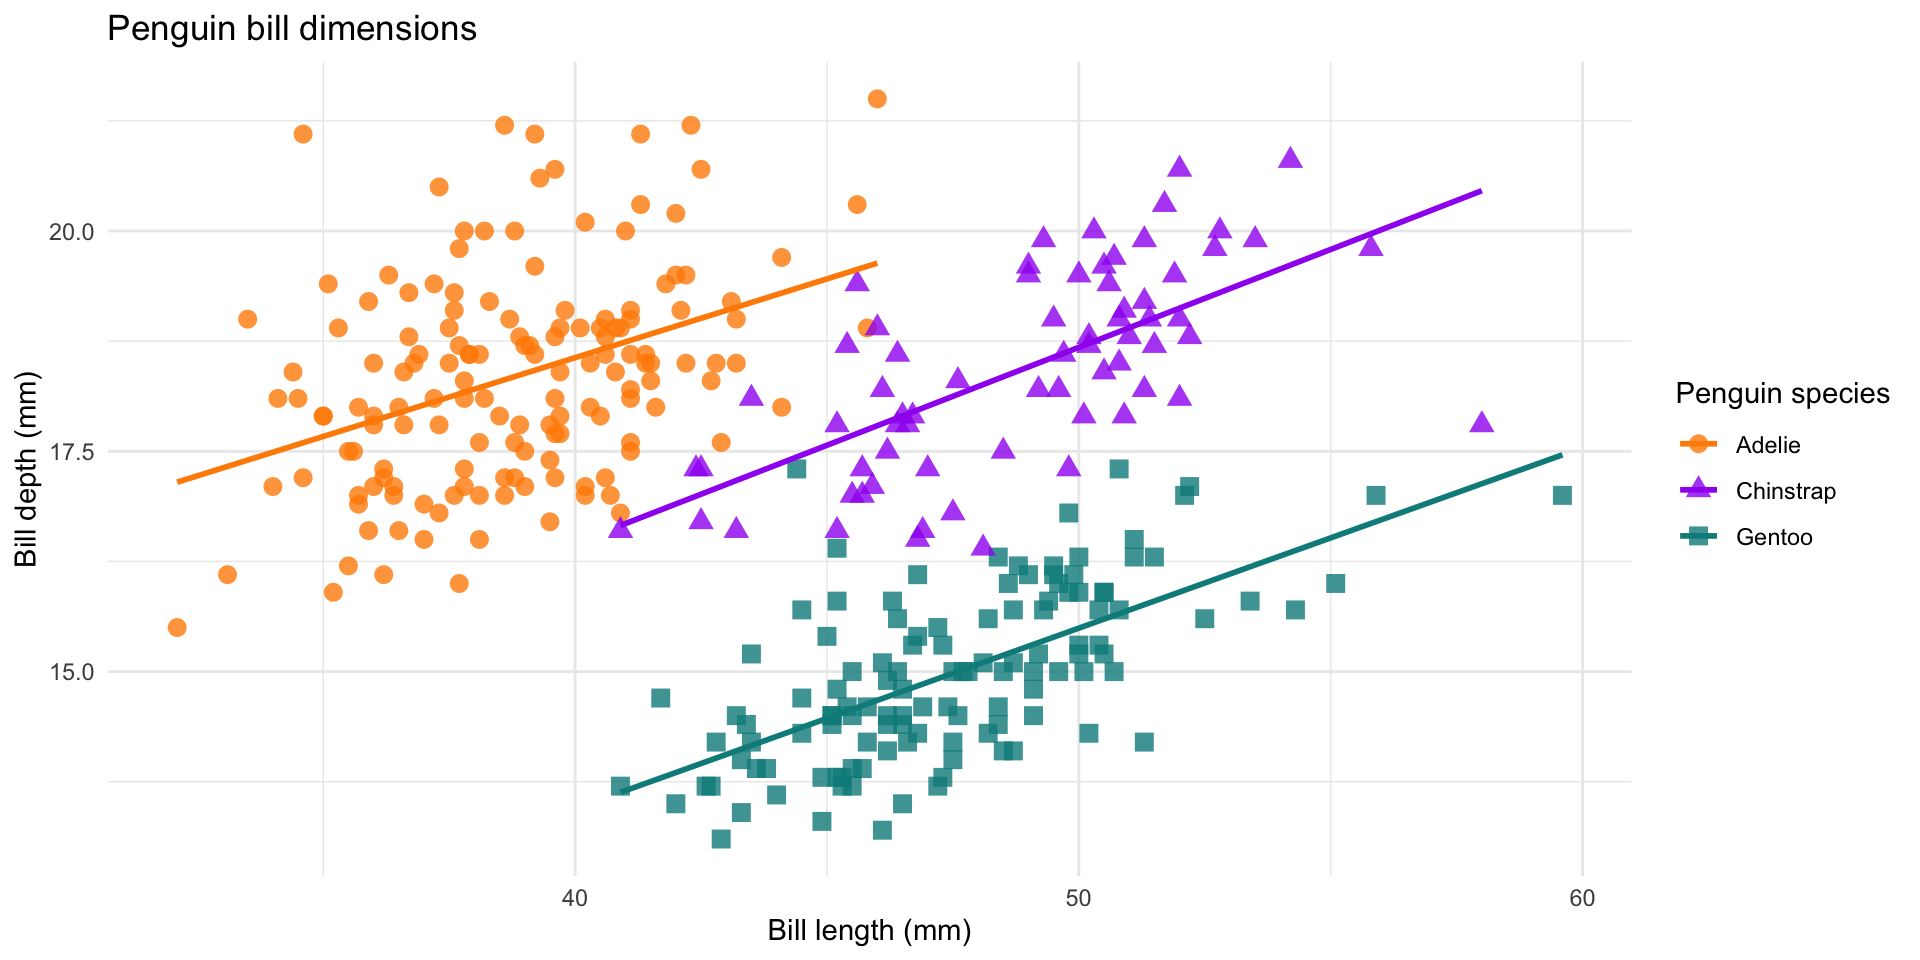 Penguin bill dimensions
20.0
17.5
15.0
Bill depth (mm)
40
50
60
Bill length (mm)
Penguin species
Adelie
Chinstrap
Gentoo